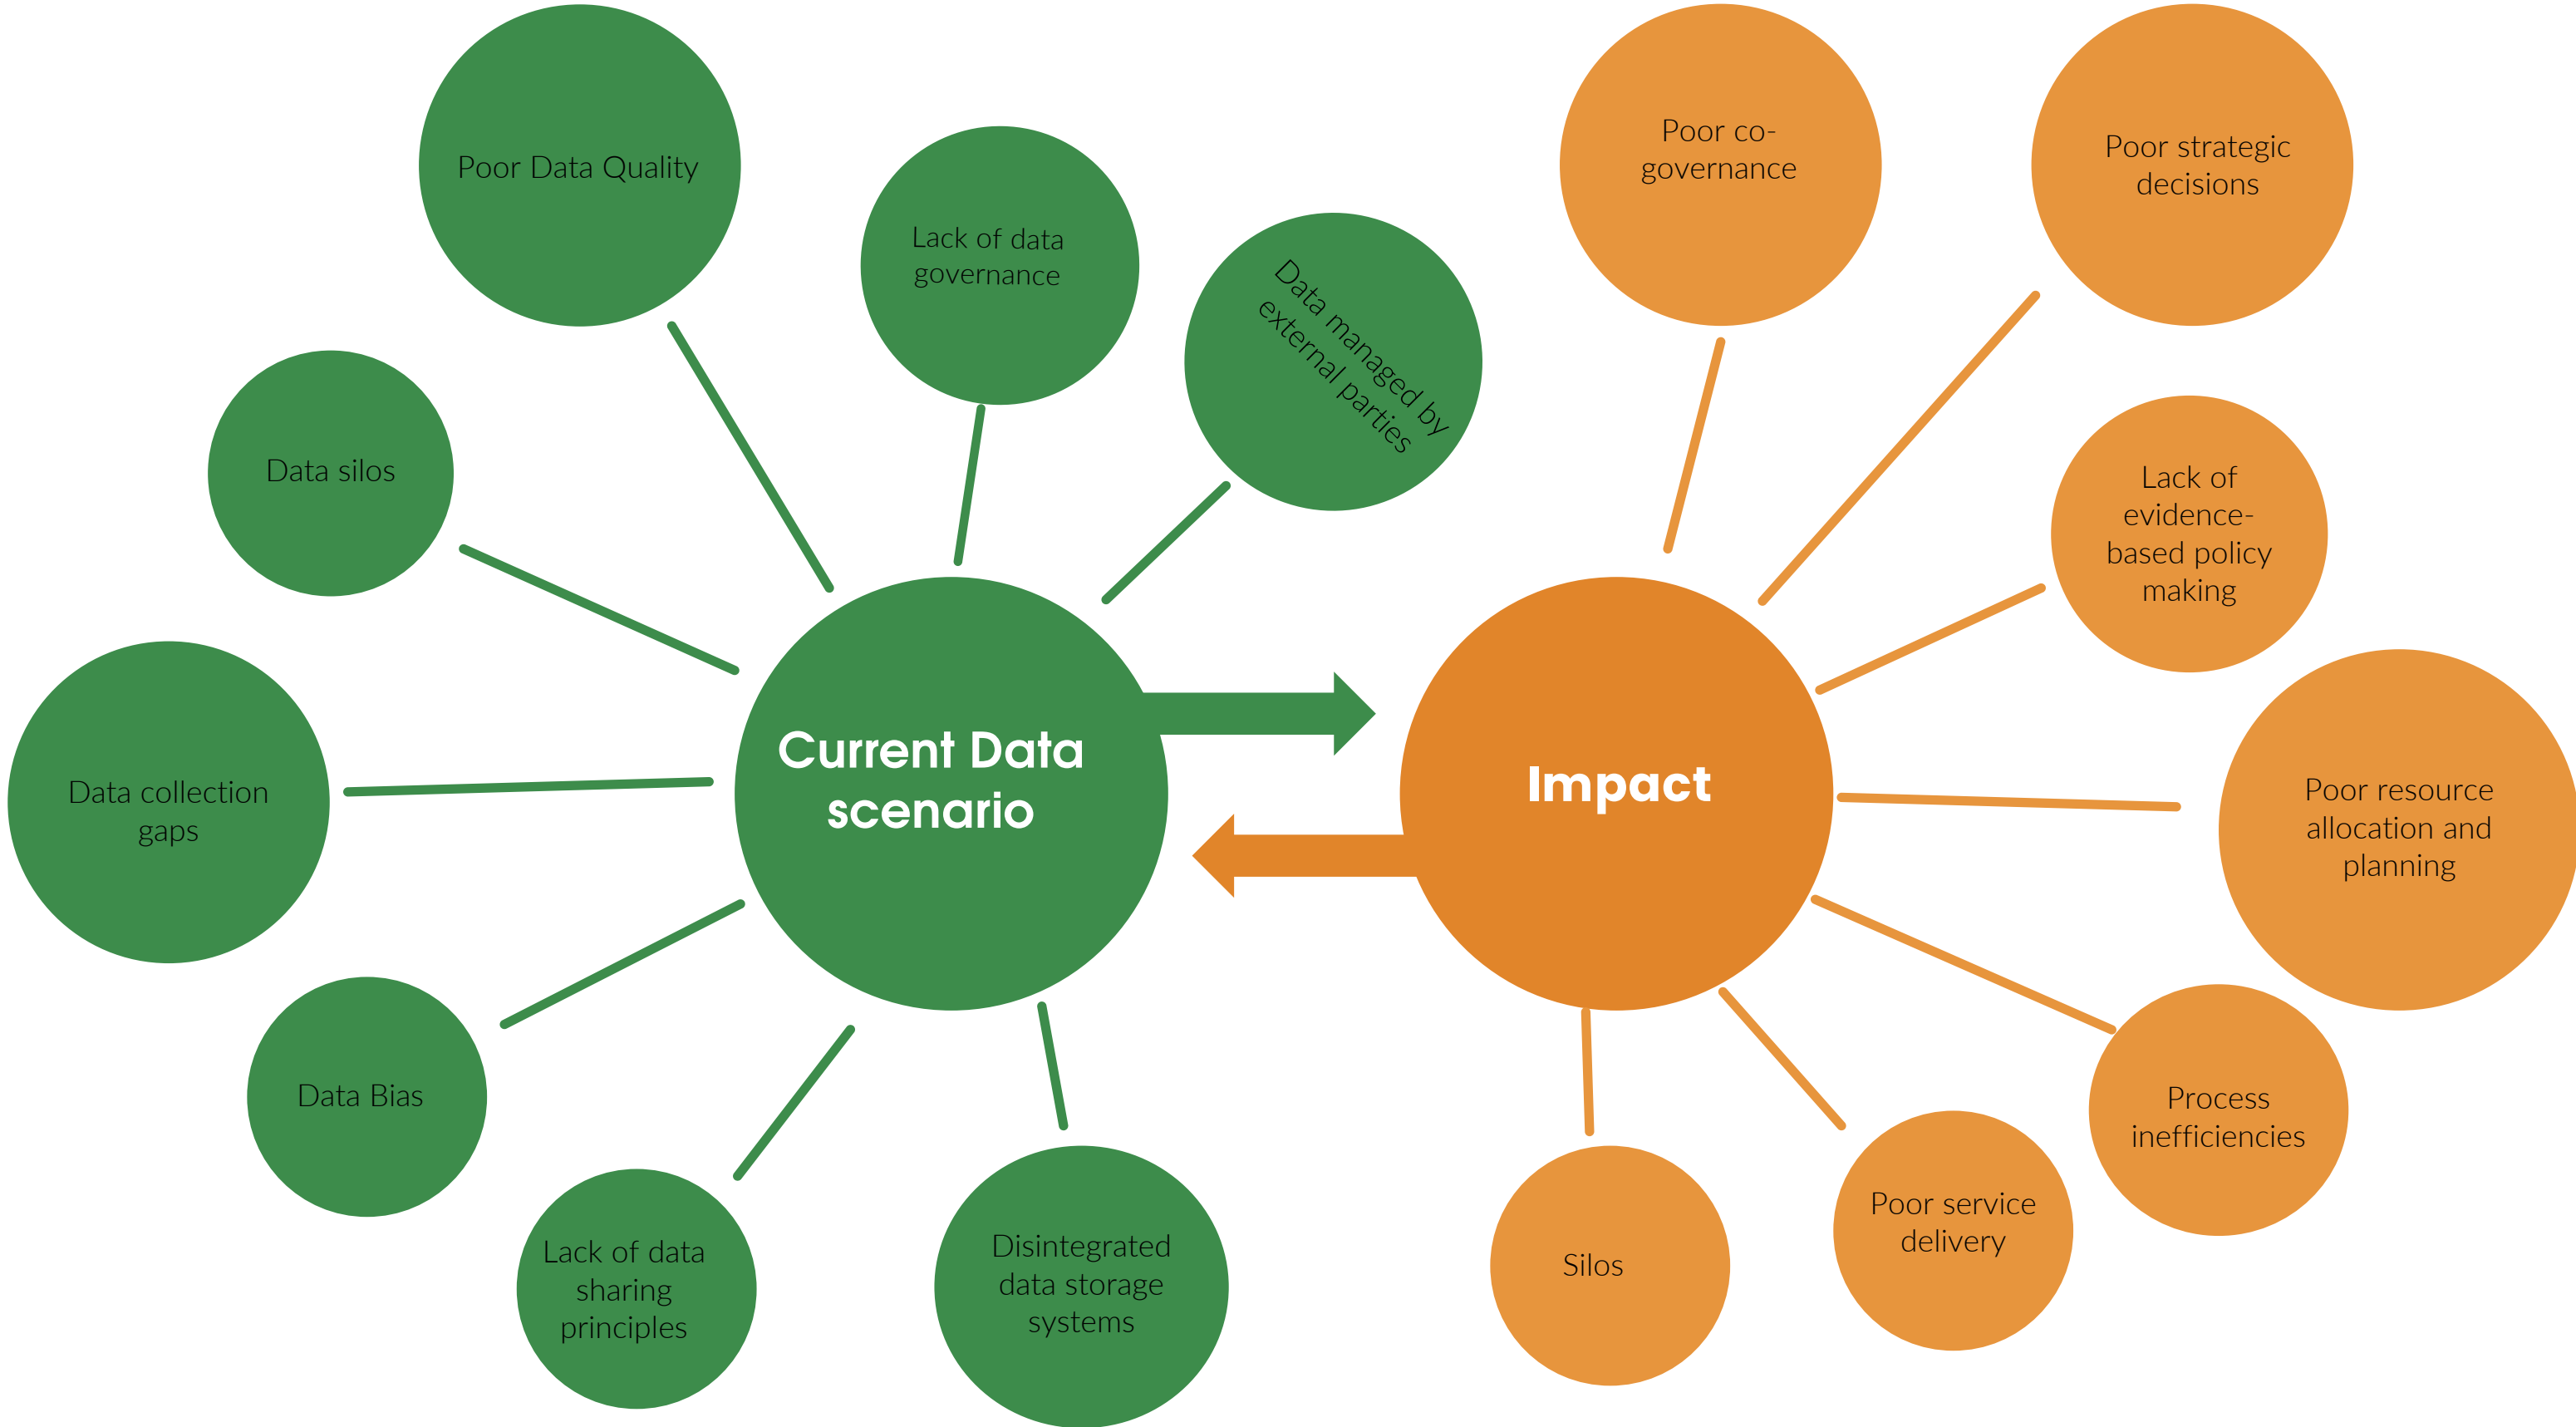 Poor Data Quality
Lack of data
governance
Data managed by
external parties
Data silos
Data collection
gaps
Data Bias
Lack of data
sharing
principles
Disintegrated
data storage
systems
Current Data
scenario
Impact
Poor co-
governance
Poor strategic
decisions
Lack of
evidence-
based policy
making
Poor resource
allocation and
planning
Process
inefficiencies
Poor service
delivery
Silos